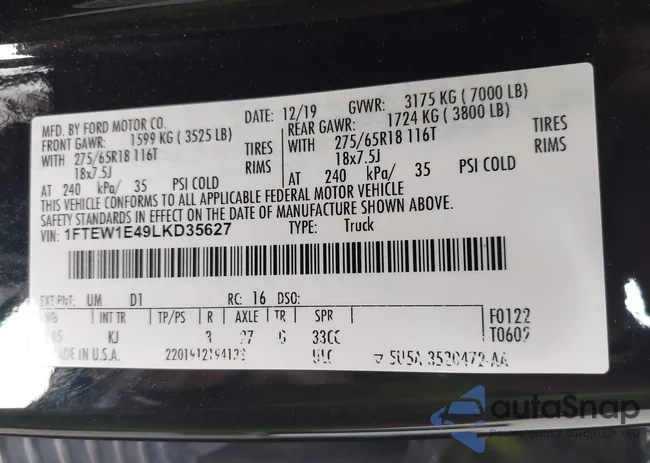 MFD. BY FORD MOTOR CO.
DATE: 12/19 GVWR: 3175 KG ( 7000 LB)
FRONT GAWR: 1599 KG ( 3525 LB) REAR GAWR: 1724 KG ( 3800 LB)
WITH 275/65R18 116T TIRES WITH 275/65R18 116T TIRES
18x7.5J RIMS 18x7.5J RIMS
AT 240 kPa/ 35 PSI COLD AT 240 kPa/ 35 PSI COLD
THIS VEHICLE CONFORMS TO ALL APPLICABLE FEDERAL MOTOR VEHICLE
SAFETY STANDARDS IN EFFECT ON THE DATE OF MANUFACTURE SHOWN ABOVE.
VIN: 1FTEW1E49LKD35627 TYPE: Truck
EXT PNT: UM D1 RC: 16 DSO:
INT TR TP/PS R AXLE TR SPR
KJ
F0122
MADE IN U.S.A.
autoSnap